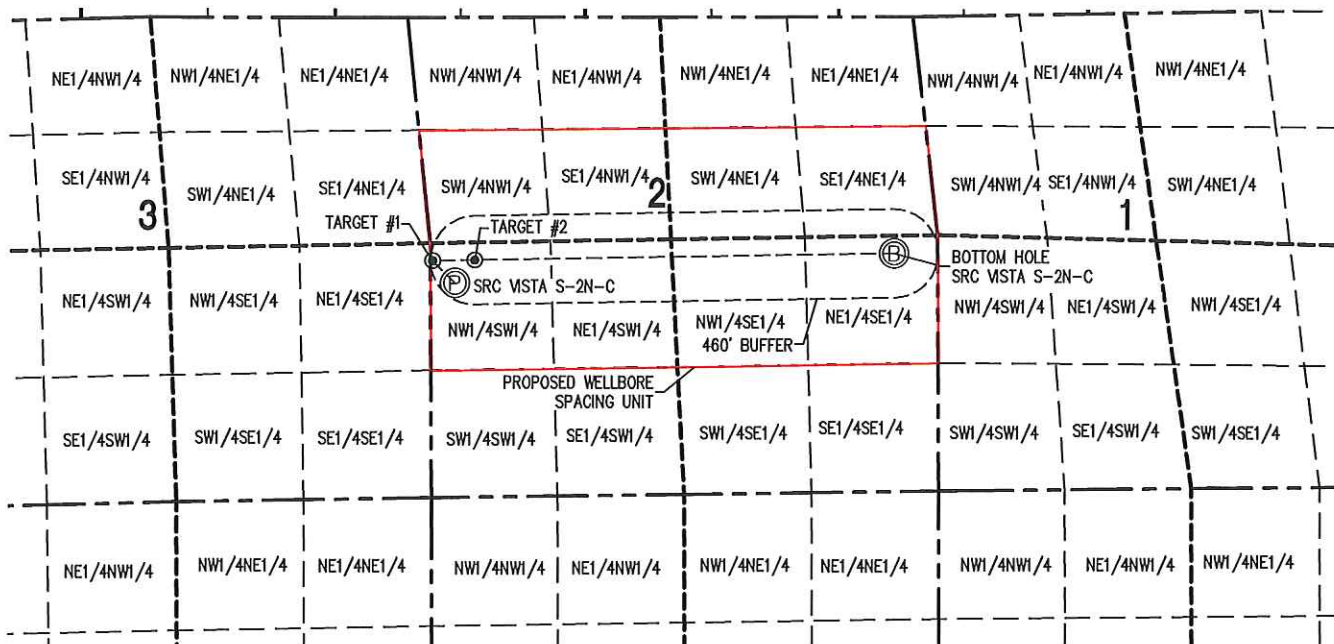 NE1/4NW1/4 NW1/4NE1/4 NE1/4NE1/4 NW1/4NW1/4 NE1/4NW1/4 NW1/4NE1/4 NE1/4NE1/4 NW1/4NW1/4 NE1/4NW1/4 NW1/4NE1/4
SE1/4NW1/4 SW1/4NE1/4 SE1/4NE1/4 SW1/4NW1/4 SE1/4NW1/4 SW1/4NE1/4 SE1/4NE1/4 SW1/4NW1/4 SE1/4NW1/4 SW1/4NE1/4
3 2 1
TARGET #1 TARGET #2
BOTTOM HOLE
SRC VISTA S-2N-C
B
P SRC VISTA S-2N-C
NE1/4SW1/4 NW1/4SE1/4 NE1/4SE1/4 NW1/4SW1/4 NE1/4SW1/4 NW1/4SE1/4 NE1/4SE1/4 NW1/4SW1/4 NE1/4SW1/4 NW1/4SE1/4
460' BUFFER
PROPOSED WELLBORE
SPACING UNIT
SE1/4SW1/4 SW1/4SE1/4 SE1/4SE1/4 SW1/4SW1/4 SE1/4SW1/4 SW1/4SE1/4 SE1/4SE1/4 SW1/4SW1/4 SE1/4SW1/4 SW1/4SE1/4
NE1/4NW1/4 NW1/4NE1/4 NE1/4NE1/4 NW1/4NW1/4 NE1/4NW1/4 NW1/4NE1/4 NE1/4NE1/4 NW1/4NW1/4 NE1/4NW1/4 NW1/4NE1/4